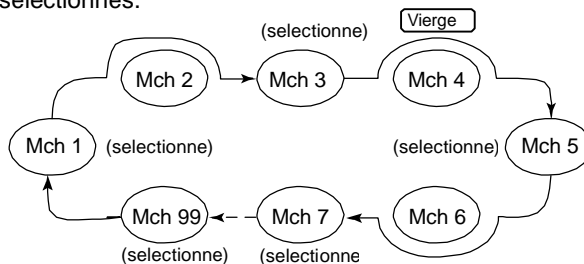 selectionnes.
(selectionne)
Vierge
Mch 2
Mch 3
Mch 4
Mch 1
(selectionne)
(selectionne)
Mch 5
Mch 99
Mch 7
Mch 6
(selectionne)
(selectionne